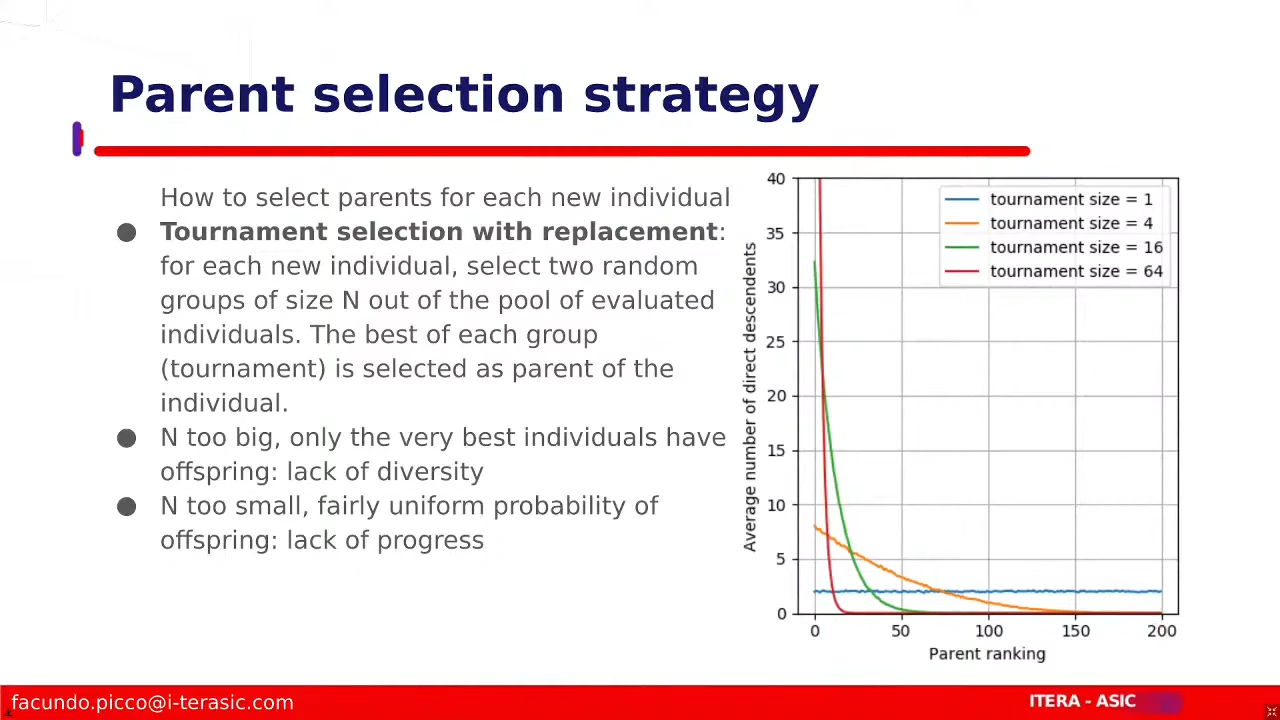 Parent selection strategy
How to select parents for each new individual
● Tournament selection with replacement:
for each new individual, select two random
groups of size N out of the pool of evaluated
individuals. The best of each group
(tournament) is selected as parent of the
individual.
● N too big, only the very best individuals have
offspring: lack of diversity
● N too small, fairly uniform probability of
offspring: lack of progress
tournament size = 1
tournament size = 4
tournament size = 16
tournament size = 64
Average number of direct descendents
40
35
30
25
20
15
10
5
0
0 50 100 150 200
Parent ranking
facundo.picco@i-terasic.com
ITERA - ASIC